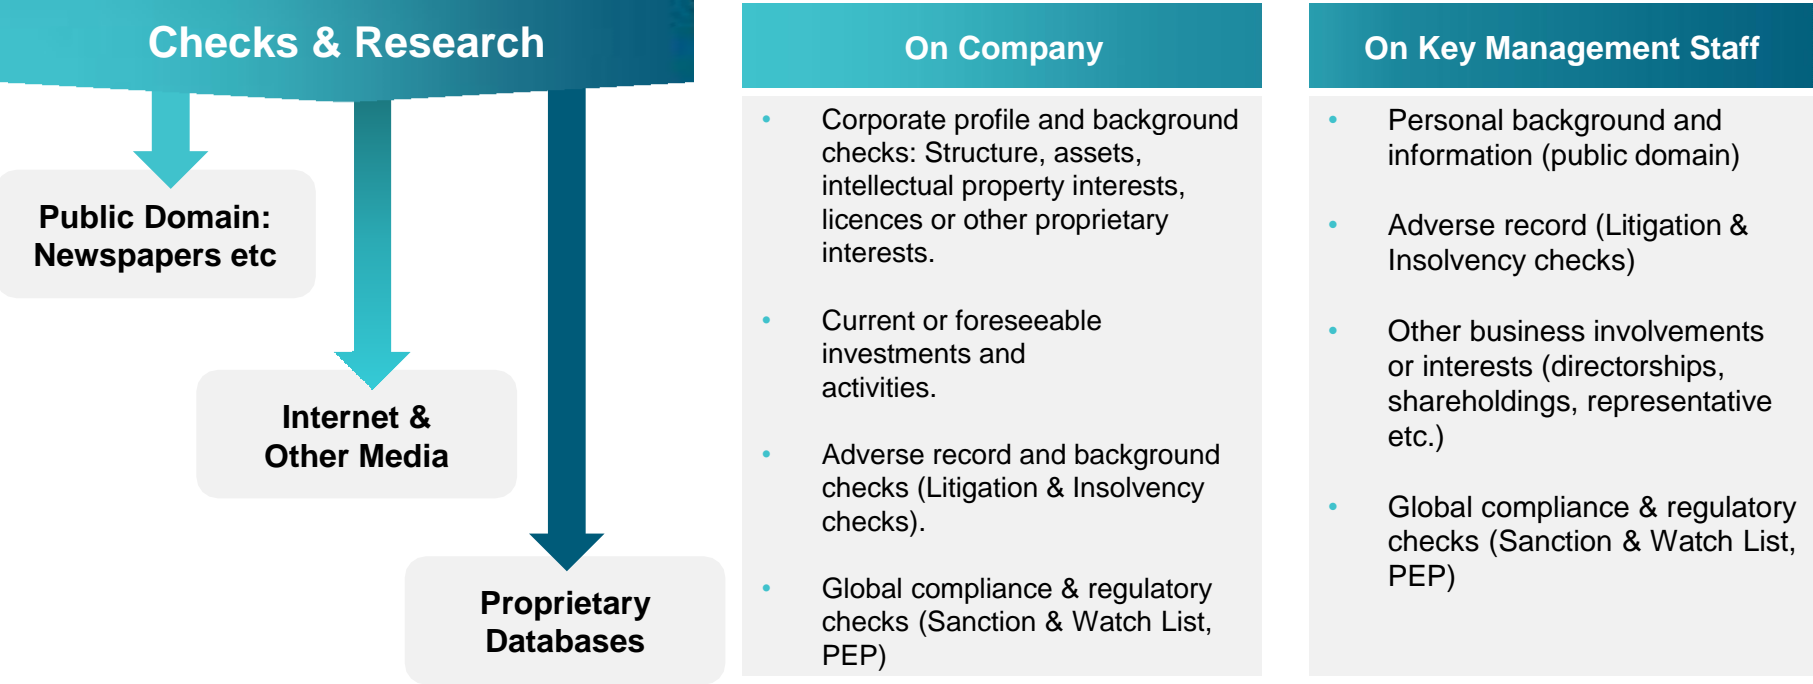 Checks & Research
Public Domain:
Newspapers etc
Internet &
Other Media
Proprietary
Databases
On Company
• Corporate profile and background
checks: Structure, assets,
intellectual property interests,
licences or other proprietary
interests.
• Current or foreseeable
investments and
activities.
• Adverse record and background
checks (Litigation & Insolvency
checks).
• Global compliance & regulatory
checks (Sanction & Watch List,
PEP)
On Key Management Staff
• Personal background and
information (public domain)
• Adverse record (Litigation &
Insolvency checks)
• Other business involvements
or interests (directorships,
shareholdings, representative
etc.)
• Global compliance & regulatory
checks (Sanction & Watch List,
PEP)